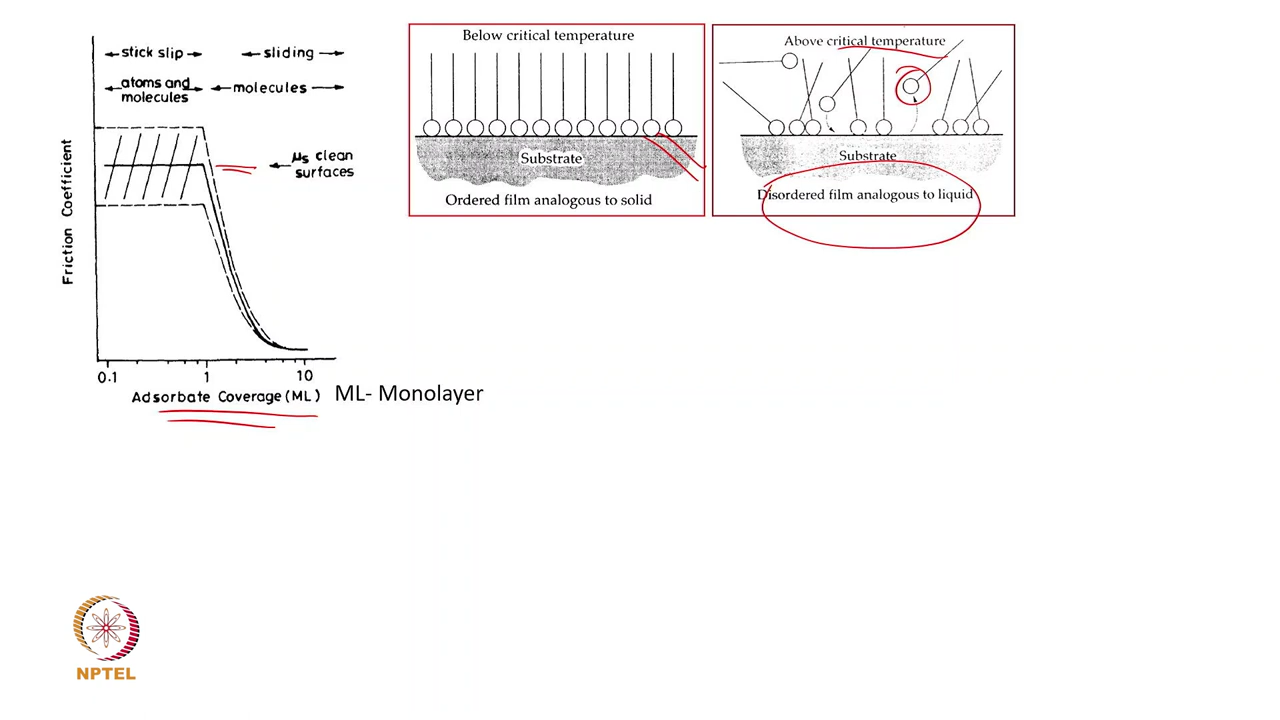 stick slip
sliding
atoms and
molecules
molecules
μs clean
surfaces
Friction Coefficient
0.1
1
10
Adsorbate Coverage (ML)
ML- Monolayer
Below critical temperature
Substrate
Ordered film analogous to solid
Above critical temperature
Substrate
Disordered film analogous to liquid
NPTEL